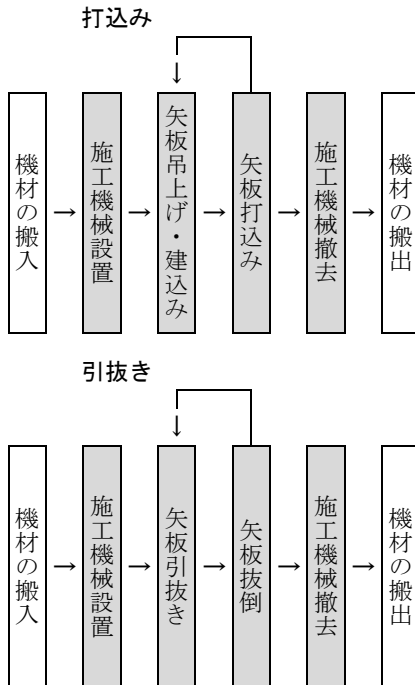 打込み
機材の搬入
↓
施工機械設置
矢板吊上げ・建込み
矢板打込み
施工機械撤去
機材の搬出
→ → → → →
引抜き
機材の搬入
↓
施工機械設置
矢板引抜き
矢板抜倒
施工機械撤去
機材の搬出
→ → → → →